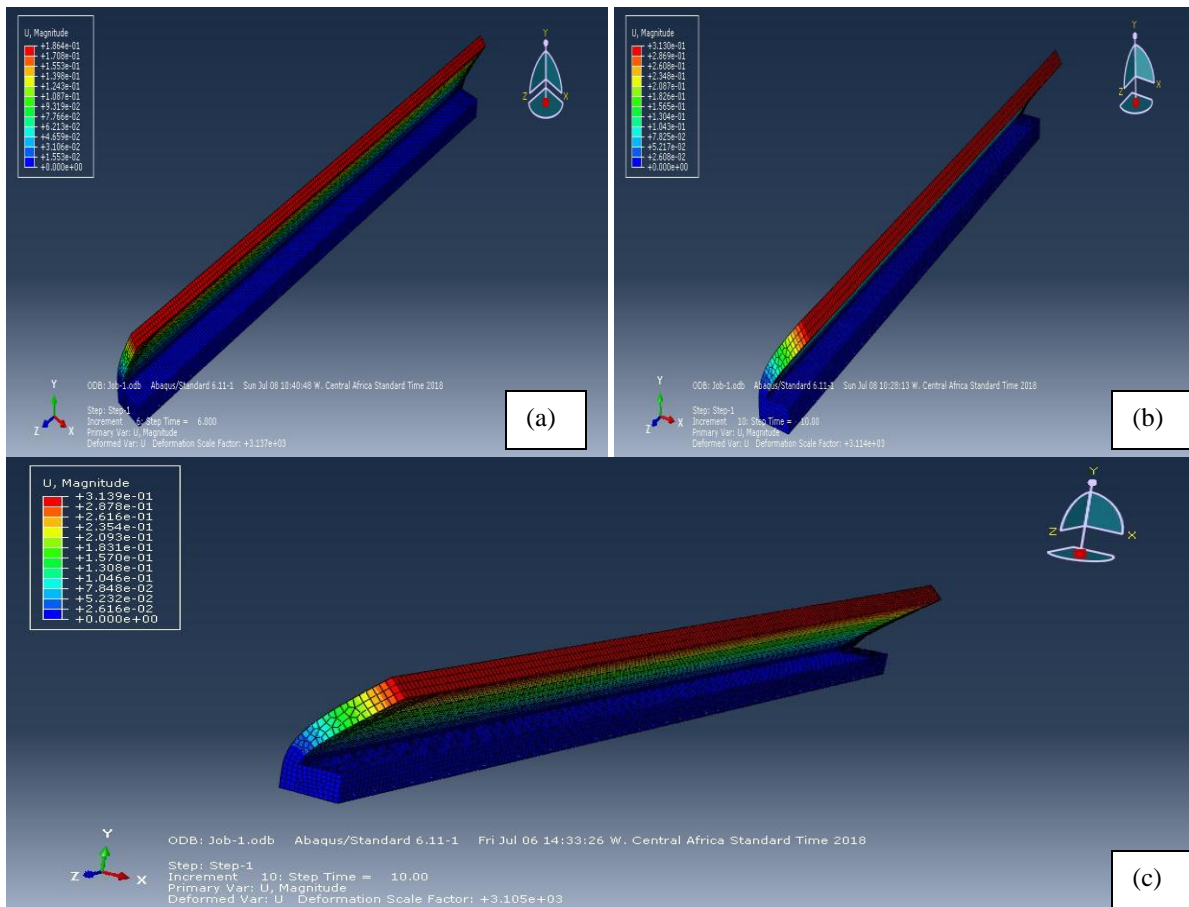 U, Magnitude
+1.864e-01
+1.708e-01
+1.553e-01
+1.398e-01
+1.243e-01
+1.087e-01
+9.319e-02
+7.766e-02
+6.213e-02
+4.659e-02
+3.106e-02
+1.553e-02
+0.000e+00
Y
Z X
ODB: Job-1.odb Abaqus/Standard 6.11-1 Sun Jul 08 10:40:48 W. Central Africa Standard Time 2018
Y
Z X
Step: Step-1
Increment 6: Step Time = 6.000
Primary Var: U, Magnitude
Deformed Var: U Deformation Scale Factor: +3.137e+03
(a)
U, Magnitude
+3.130e-01
+2.869e-01
+2.608e-01
+2.348e-01
+2.087e-01
+1.826e-01
+1.565e-01
+1.304e-01
+1.043e-01
+7.825e-02
+5.217e-02
+2.608e-02
+0.000e+00
Y
Z X
ODB: Job-1.odb Abaqus/Standard 6.11-1 Sun Jul 08 10:28:13 W. Central Africa Standard Time 2018
Y
Z X
Step: Step-1
Increment 10: Step Time = 10.00
Primary Var: U, Magnitude
Deformed Var: U Deformation Scale Factor: +3.114e+03
(b)
U, Magnitude
+3.139e-01
+2.878e-01
+2.616e-01
+2.354e-01
+2.093e-01
+1.831e-01
+1.570e-01
+1.308e-01
+1.046e-01
+7.848e-02
+5.232e-02
+2.616e-02
+0.000e+00
Y
Z X
ODB: Job-1.odb Abaqus/Standard 6.11-1 Fri Jul 06 14:33:26 W. Central Africa Standard Time 2018
Y
Z X
Step: Step-1
Increment 10: Step Time = 10.00
Primary Var: U, Magnitude
Deformed Var: U Deformation Scale Factor: +3.105e+03
(c)